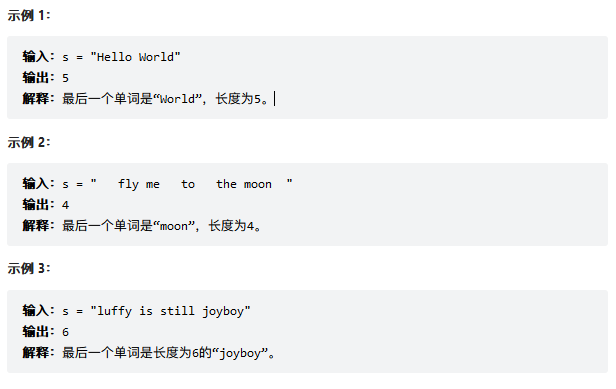 示例 1：
输入：s = "Hello World"
输出：5
解释：最后一个单词是“World”，长度为5。
示例 2：
输入：s = "   fly me   to   the moon  "
输出：4
解释：最后一个单词是“moon”，长度为4。
示例 3：
输入：s = "luffy is still joyboy"
输出：6
解释：最后一个单词是长度为6的“joyboy”。